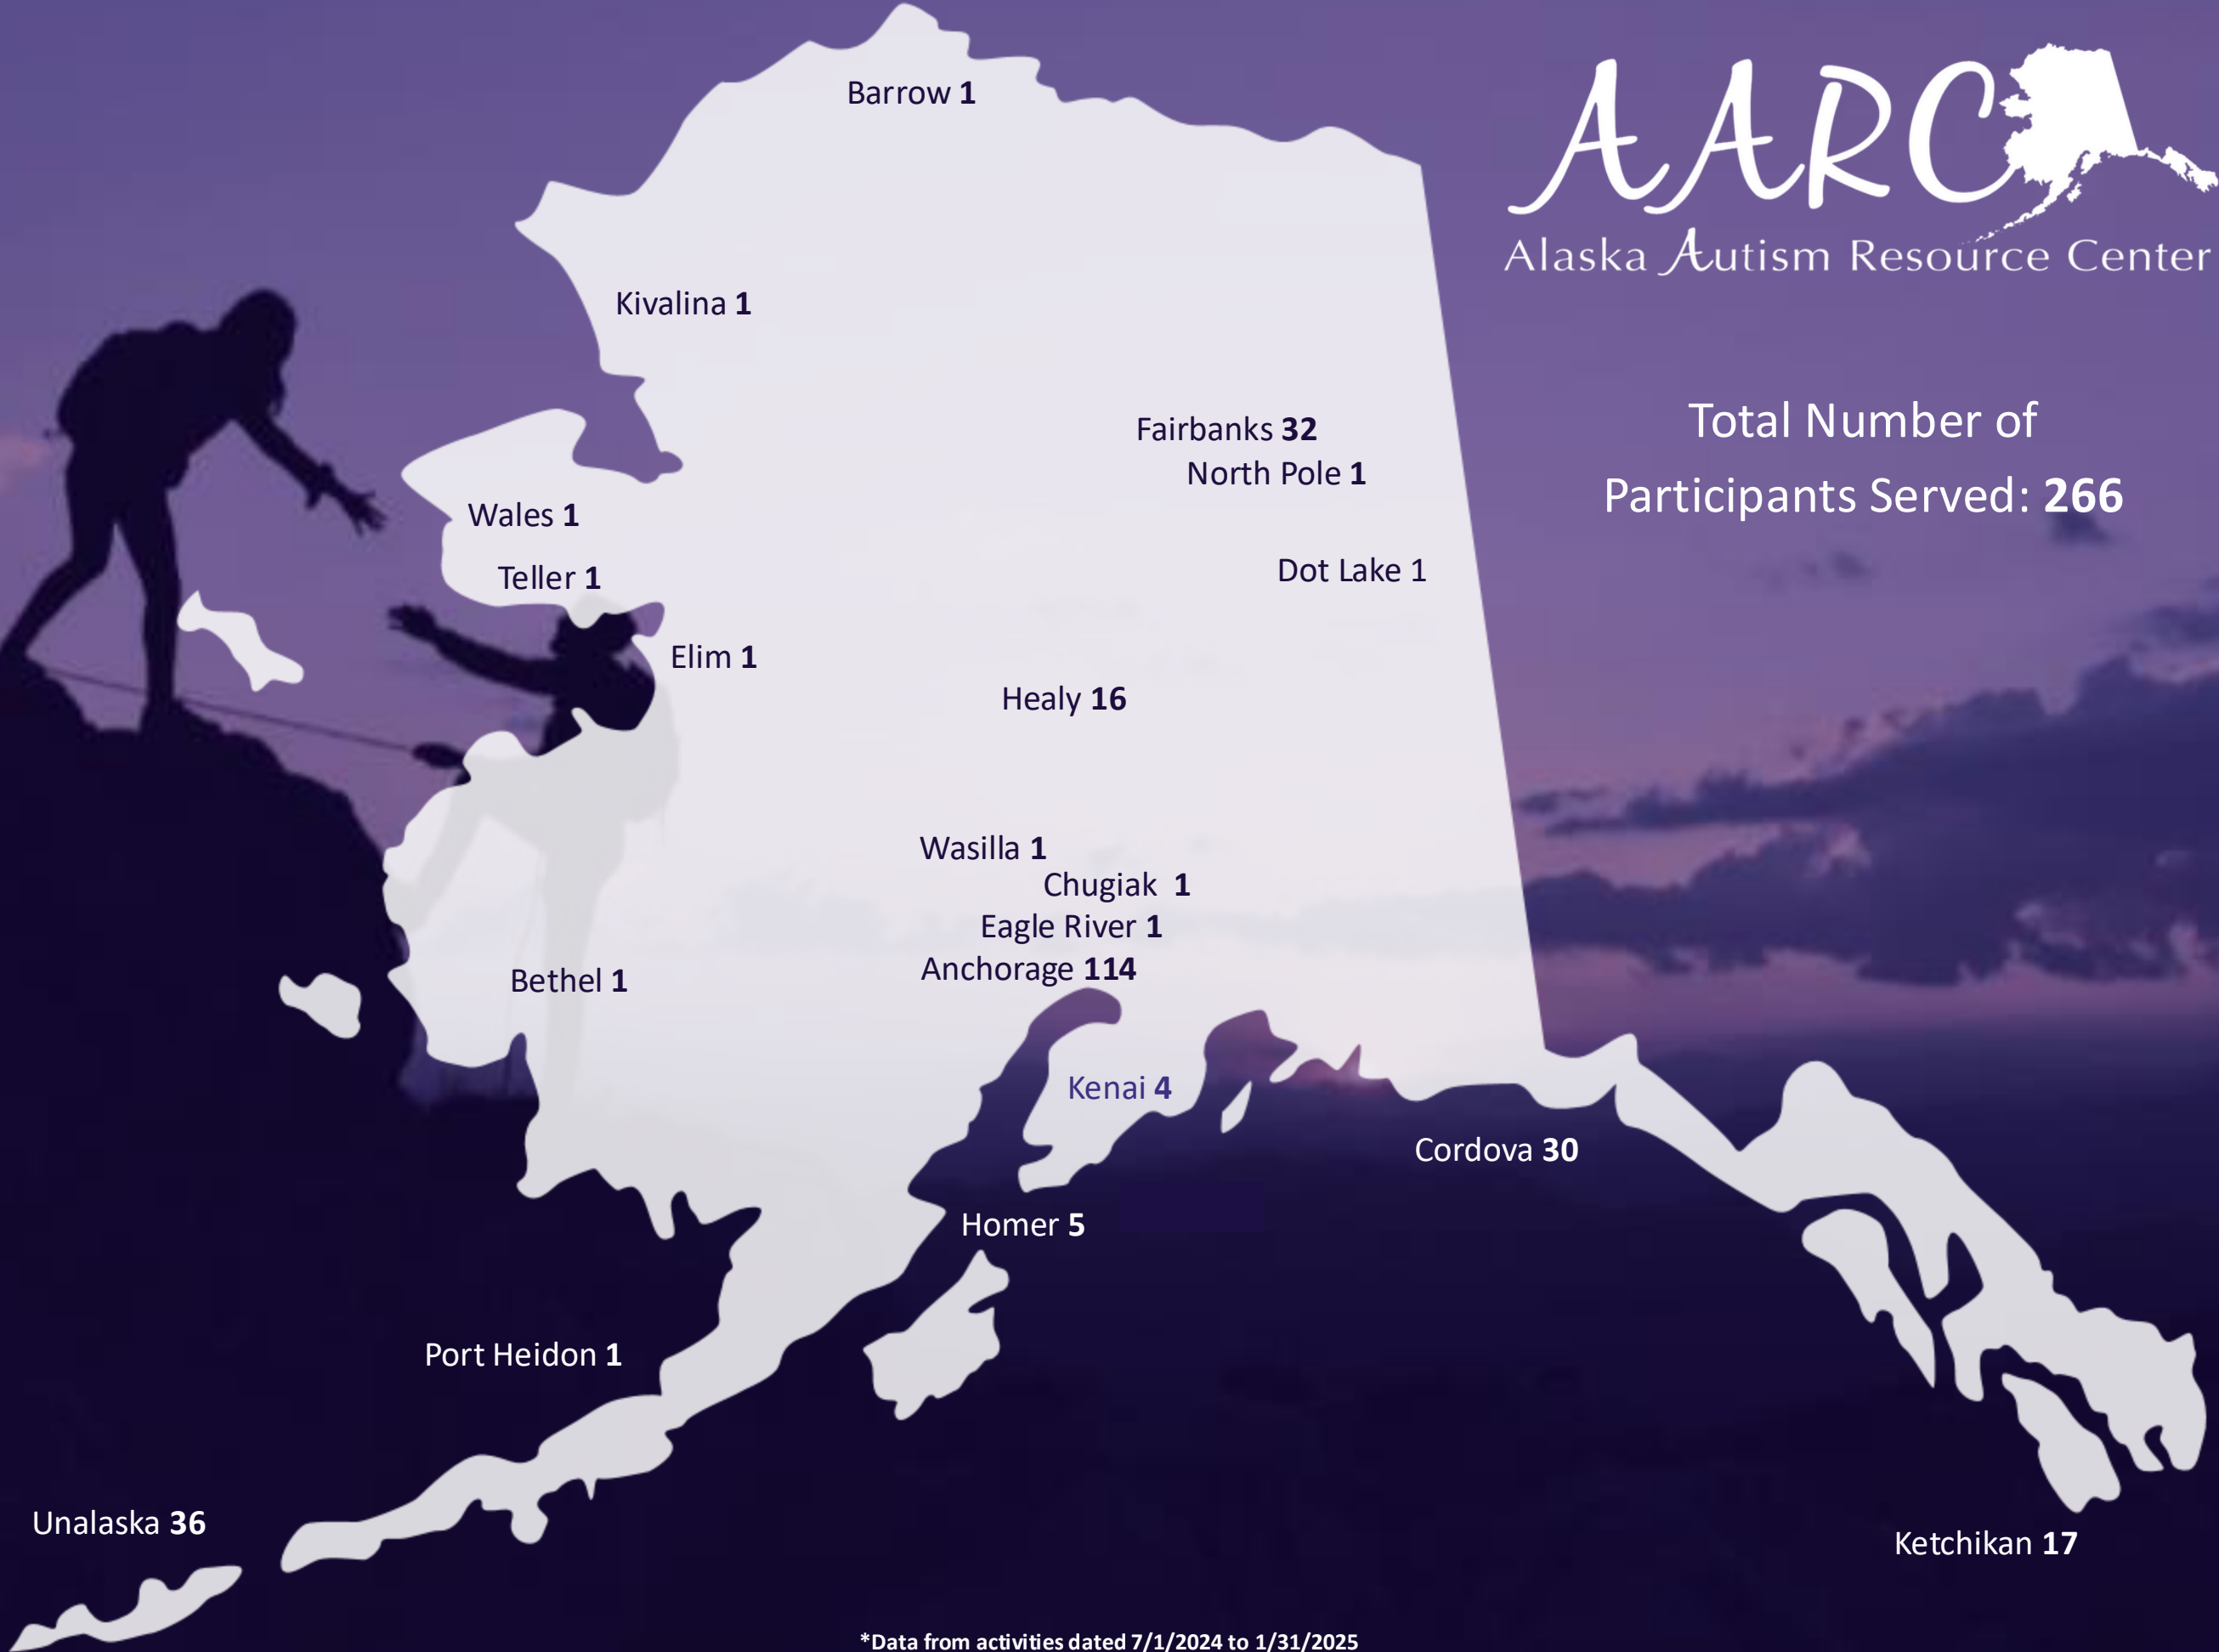 AARC
Alaska Autism Resource Center
Total Number of
Participants Served: 266
Barrow 1
Kivalina 1
Fairbanks 32
North Pole 1
Wales 1
Dot Lake 1
Teller 1
Elim 1
Healy 16
Wasilla 1
Chugiak 1
Eagle River 1
Anchorage 114
Bethel 1
Kenai 4
Cordova 30
Homer 5
Port Heidon 1
Unalaska 36
Ketchikan 17
*Data from activities dated 7/1/2024 to 1/31/2025